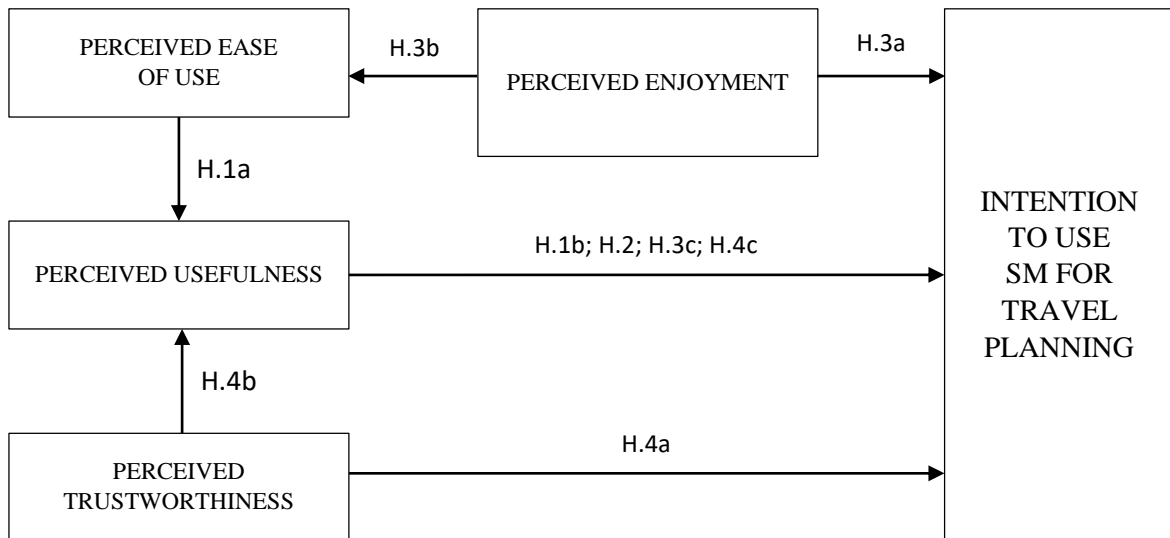 PERCEIVED EASE
OF USE
H.3b
PERCEIVED ENJOYMENT
H.3a
H.1a
PERCEIVED USEFULNESS
H.1b; H.2; H.3c; H.4c
INTENTION
TO USE
SM FOR
TRAVEL
PLANNING
H.4b
PERCEIVED
TRUSTWORTHINESS
H.4a